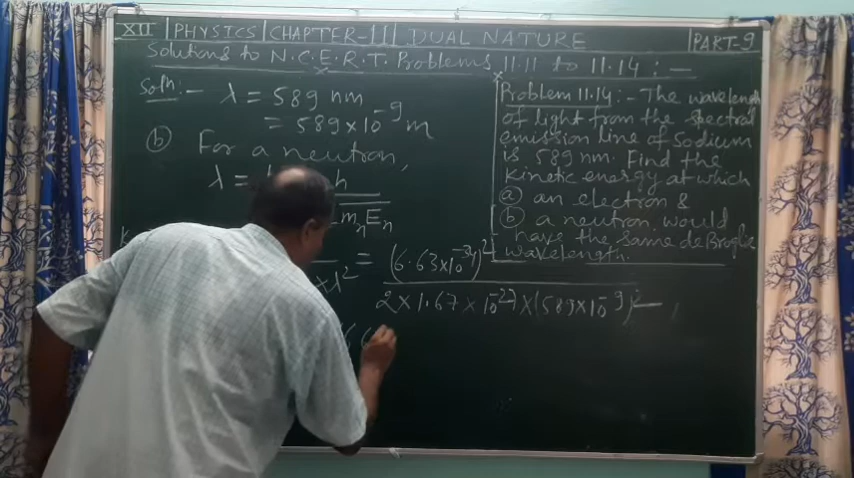 XII PHYSICS CHAPTER-11 DUAL NATURE PART-9
Solutions to N.C.E.R.T. Problems 11.11 to 11.14 :-
Soln:- λ = 589 nm
= 589×10⁻⁹ m
(b) For a neutron,
λ = h
mₙEₙ
×λ² = (6.63×10⁻³⁴)²
2×1.67×10⁻²⁷×(589×10⁻⁹)
Problem 11.14 :- The wavelength
of light from the spectral
emission line of Sodium
is 589 nm. Find the
Kinetic energy at which
(a) an electron &
(b) a neutron would
have the same de Broglie
wavelength.